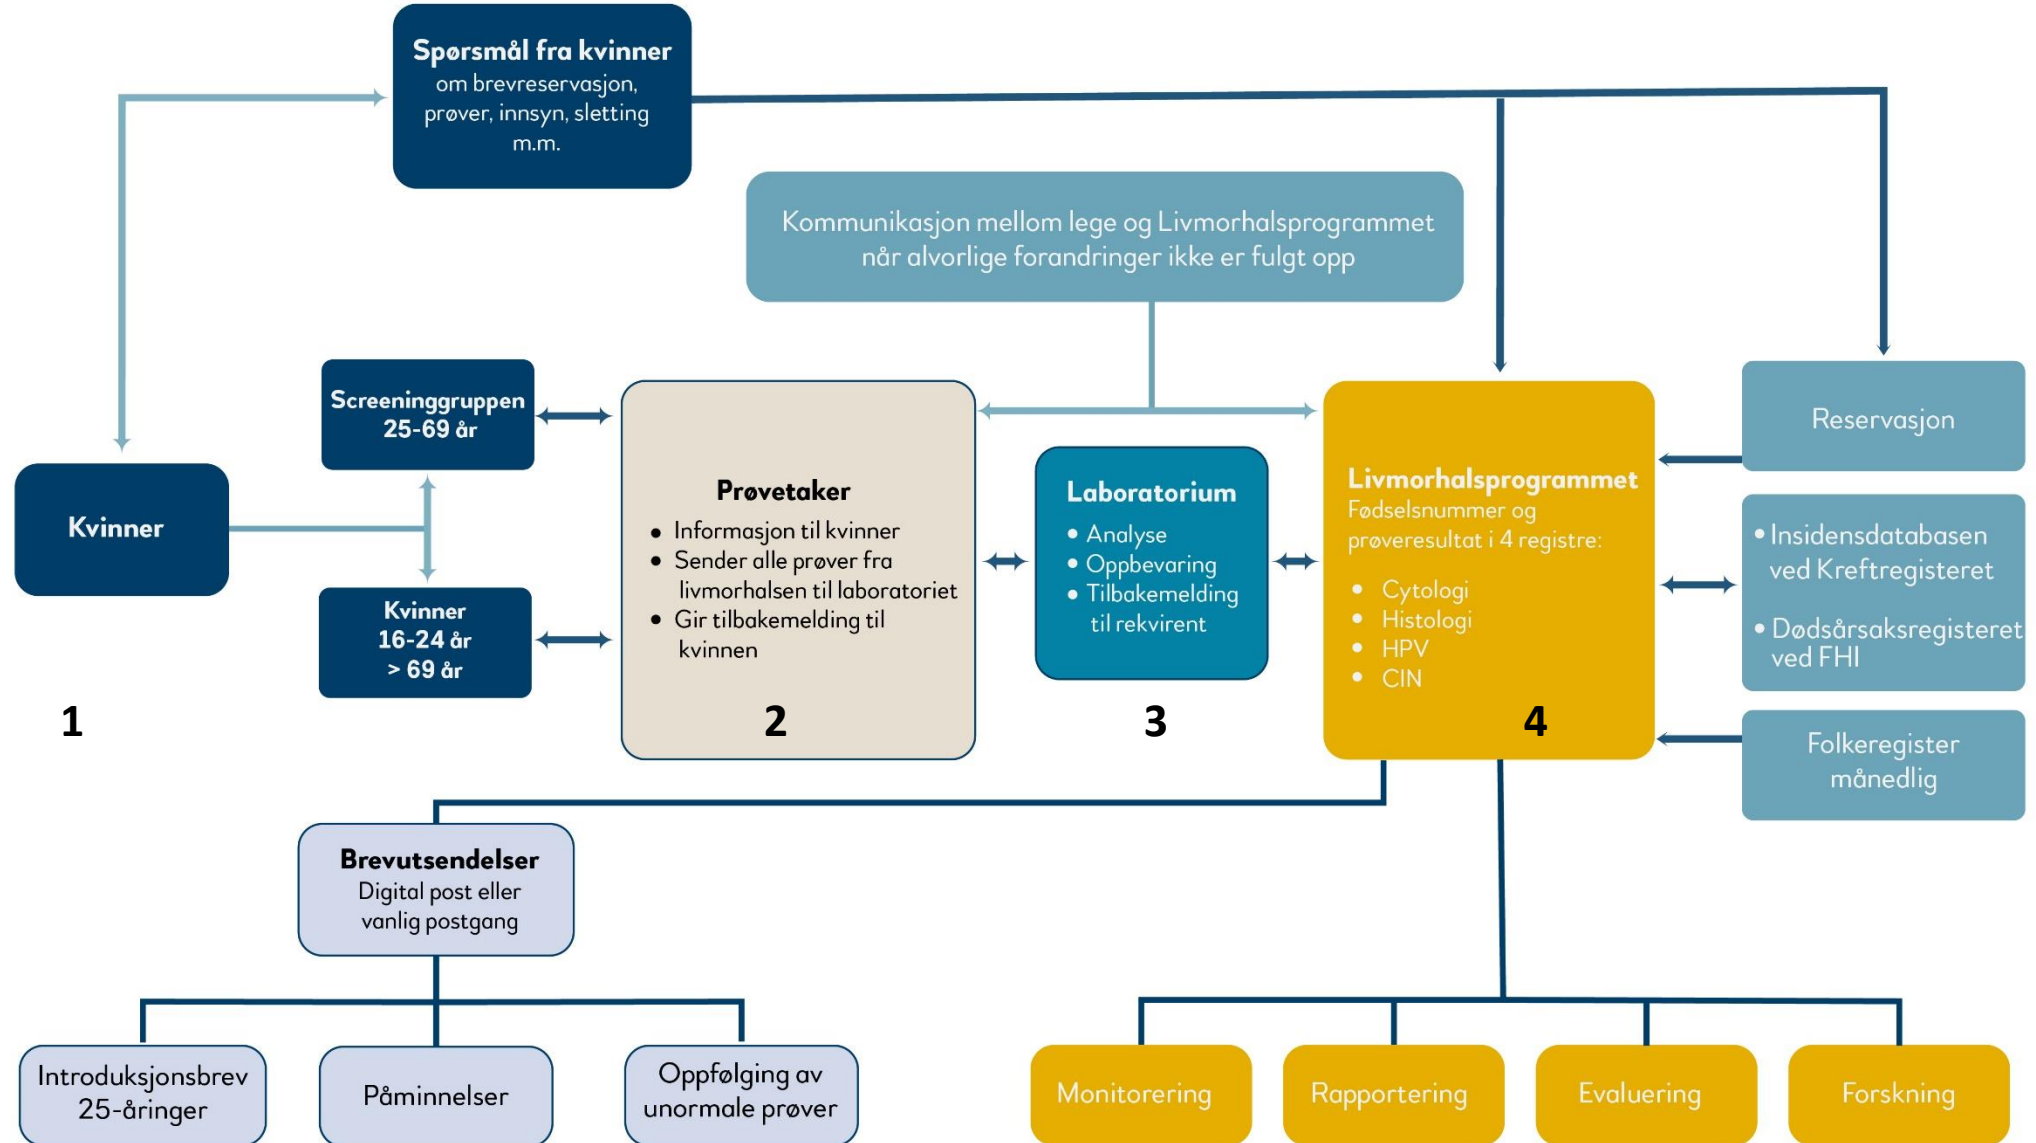 Spørsmål fra kvinner
om brevreservasjon,
prøver, innsyn, sletting
m.m.
Kommunikasjon mellom lege og Livmorhalsprogrammet
når alvorlige forandringer ikke er fulgt opp
Kvinner
Screeninggruppen
25-69 år
Kvinner
16-24 år
> 69 år
1
Prøvetaker
• Informasjon til kvinner
• Sender alle prøver fra
livmorhalsen til laboratoriet
• Gir tilbakemelding til
kvinnen
2
Laboratorium
• Analyse
• Oppbevaring
• Tilbakemelding
til rekvirent
3
Livmorhalsprogrammet
Fødselsnummer og
prøveresultat i 4 registre:
• Cytologi
• Histologi
• HPV
• CIN
4
Reservasjon
• Insidensdatabasen
ved Kreftregisteret
• Dødsårsaksregisteret
ved FHI
Folkeregister
månedlig
Brevutsendelser
Digital post eller
vanlig postgang
Introduksjonsbrev
25-åringer
Påminnelser
Oppfølging av
unormale prøver
Monitorering
Rapportering
Evaluering
Forskning